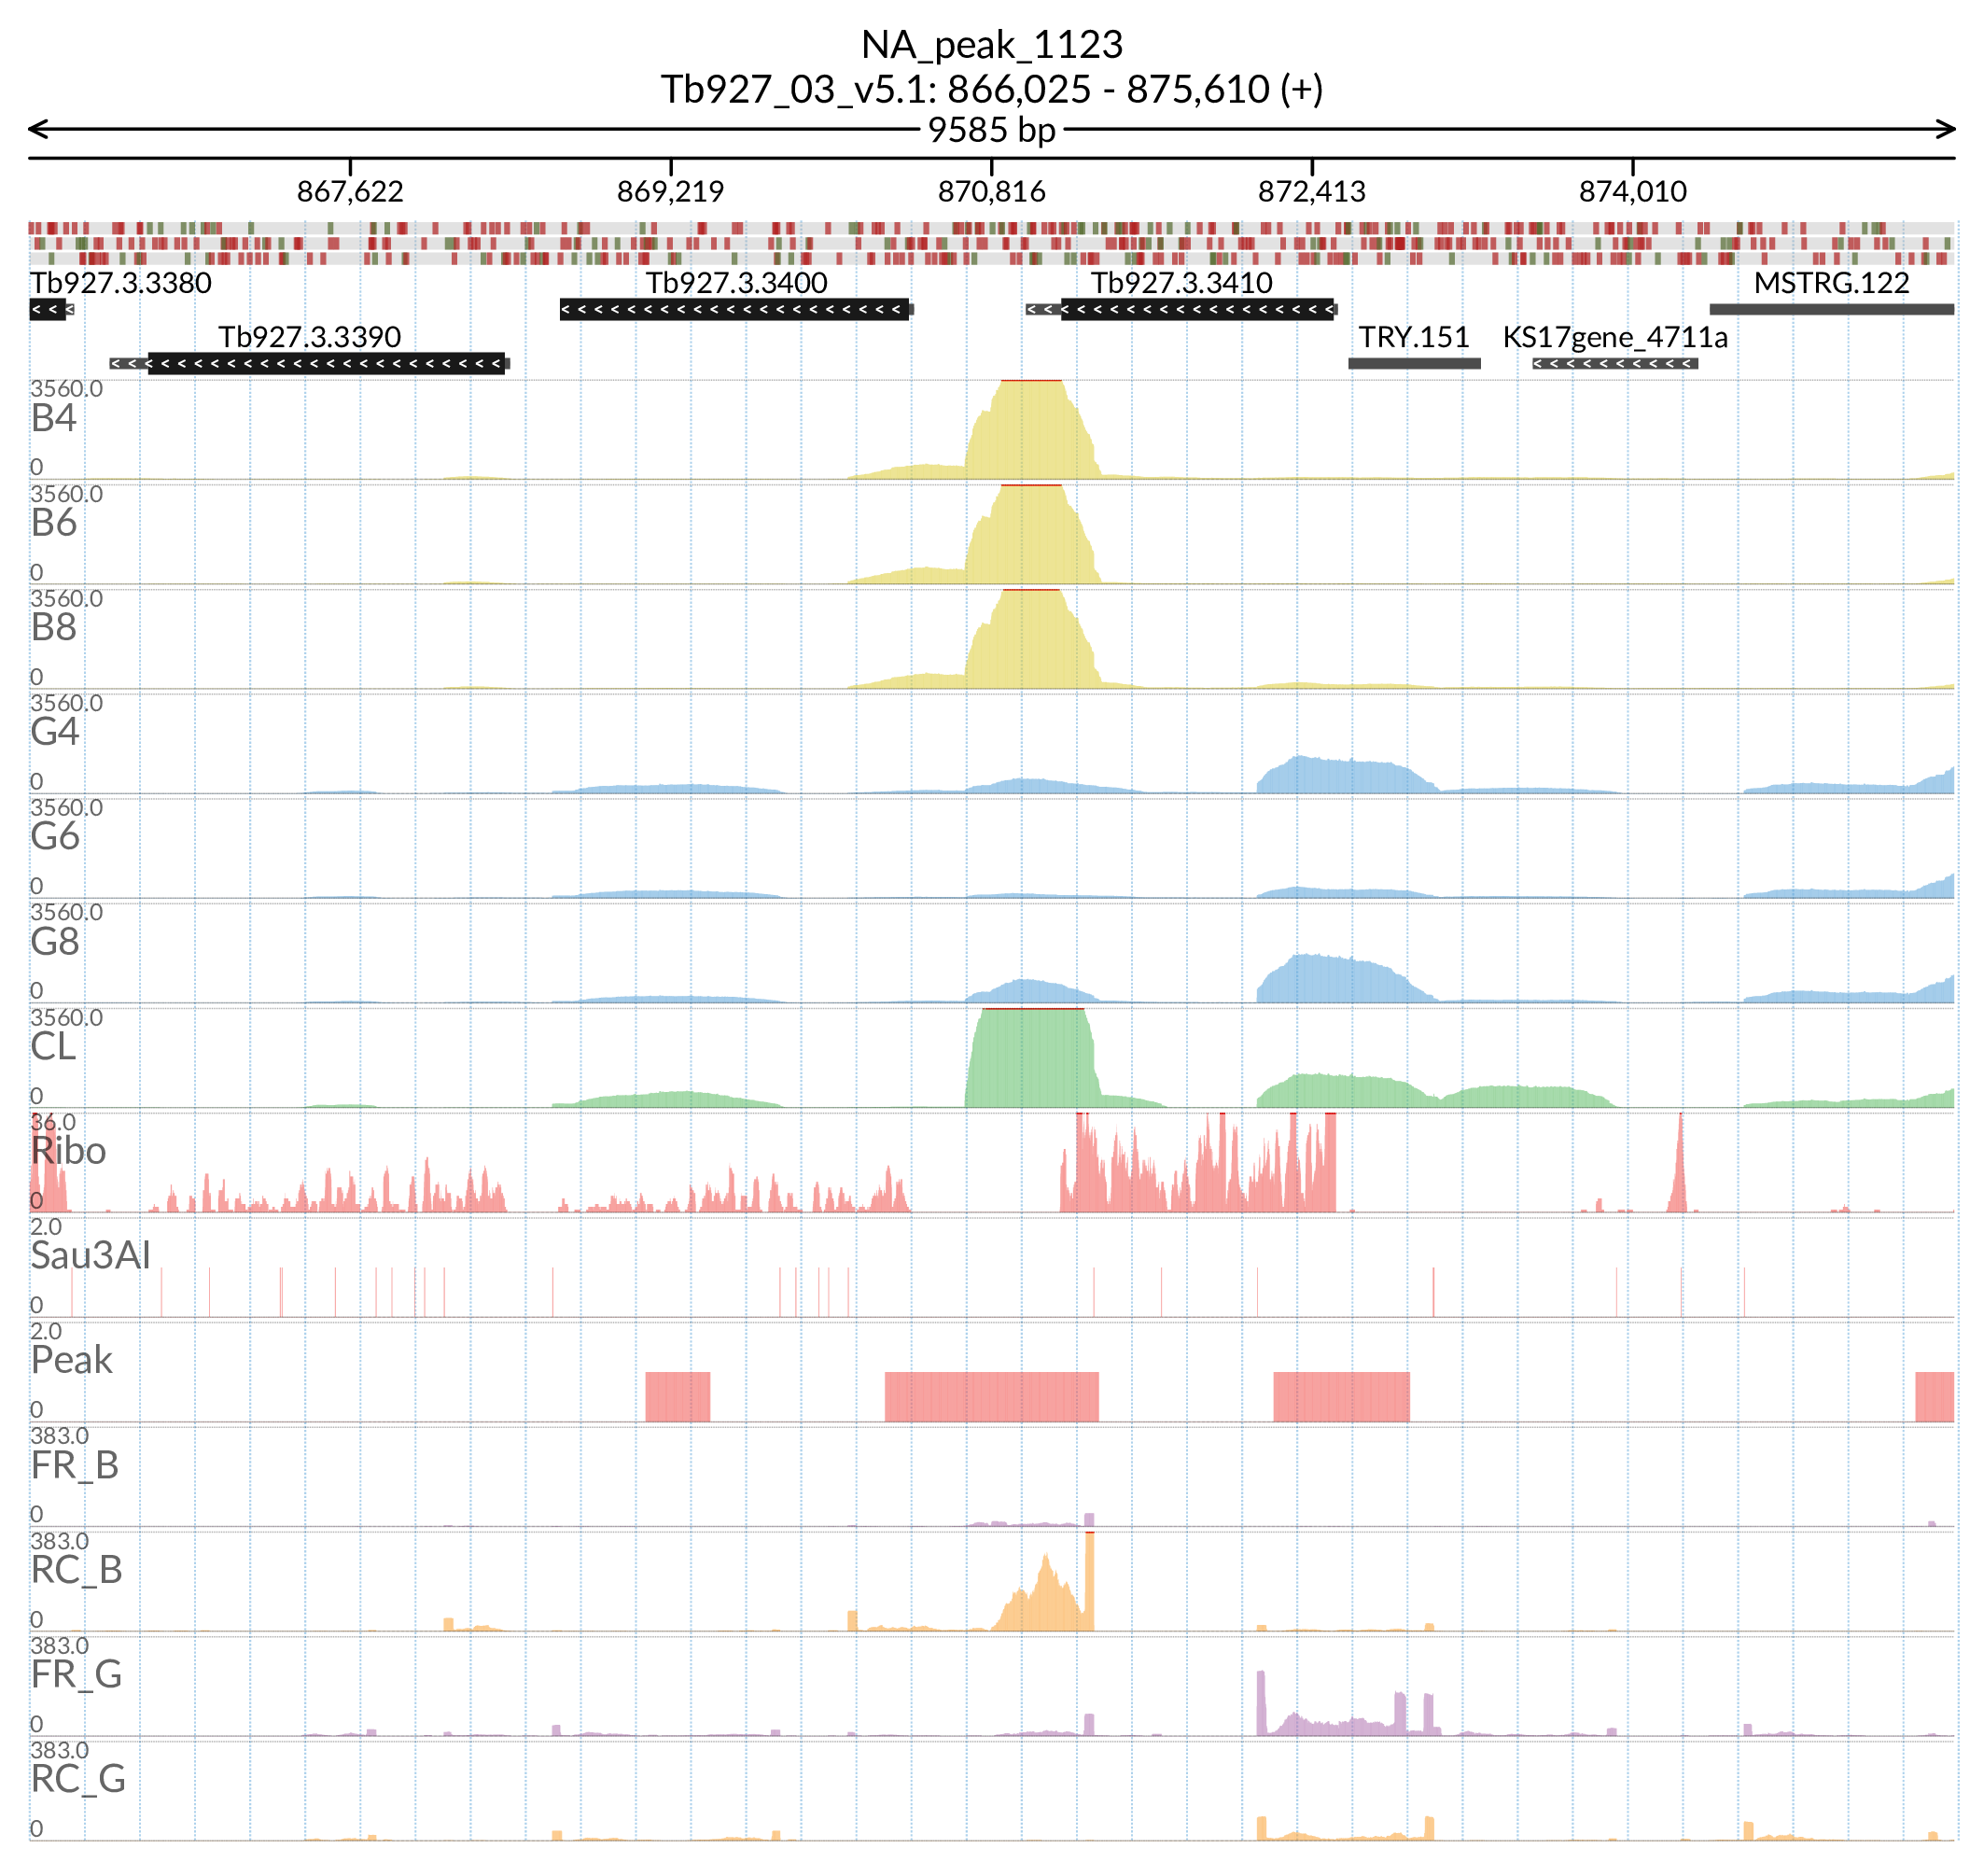 NA_peak_1123
Tb927_03_v5.1: 866,025 - 875,610 (+)
9585 bp
867,622 869,219 870,816 872,413 874,010
Tb927.3.3380 Tb927.3.3400 Tb927.3.3410 MSTRG.122
Tb927.3.3390 TRY.151 KS17gene_4711a
3560.0
B4
0
3560.0
B6
0
3560.0
B8
0
3560.0
G4
0
3560.0
G6
0
3560.0
G8
0
3560.0
CL
0
36.0
Ribo
0
2.0
Sau3AI
0
2.0
Peak
0
383.0
FR_B
0
383.0
RC_B
0
383.0
FR_G
0
383.0
RC_G
0